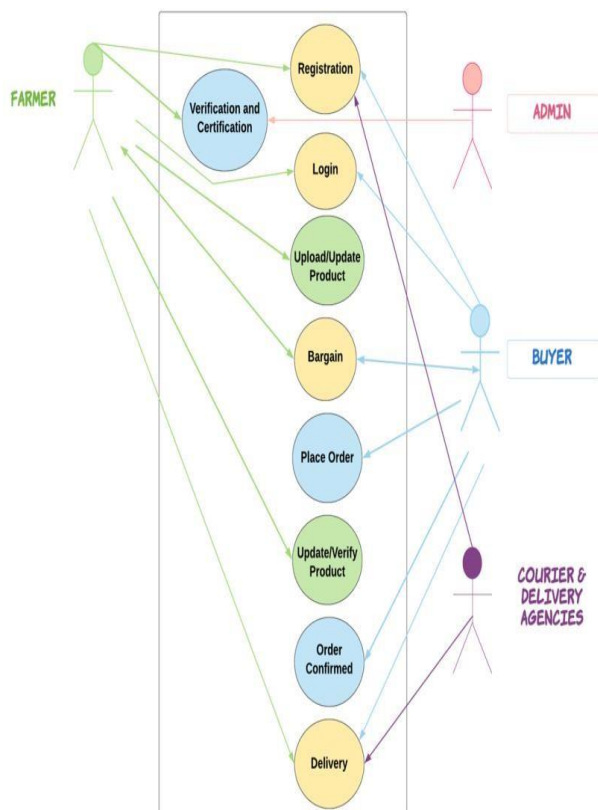 Registration
FARMER
Verification and
Certification
ADMIN
Login
Upload/Update
Product
Bargain
BUYER
Place Order
Update/Verify
Product
COURIER &
DELIVERY
AGENCIES
Order
Confirmed
Delivery